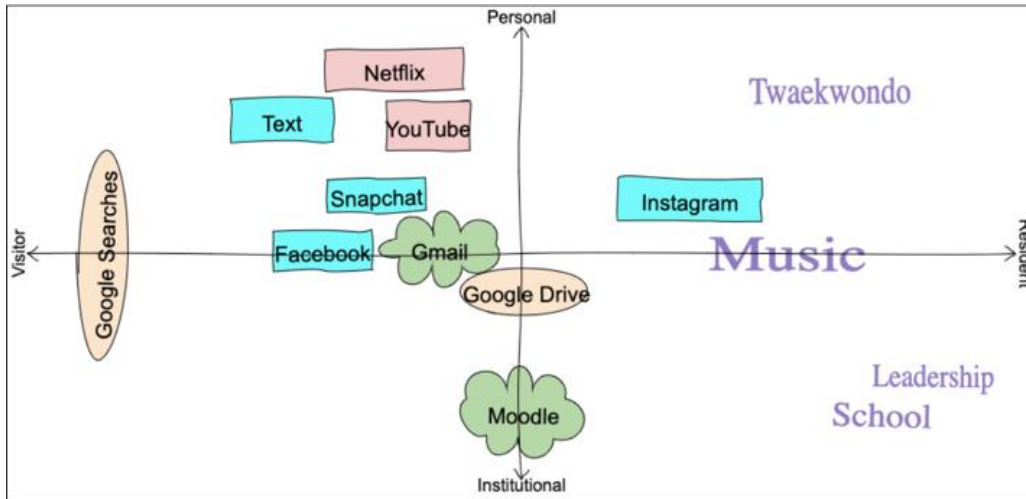 Personal
Netflix
Twaekwondo
Text
YouTube
Snapchat
Instagram
Google Searches
Visitor
Facebook
Gmail
Music
Resident
Google Drive
Leadership
School
Moodle
Institutional